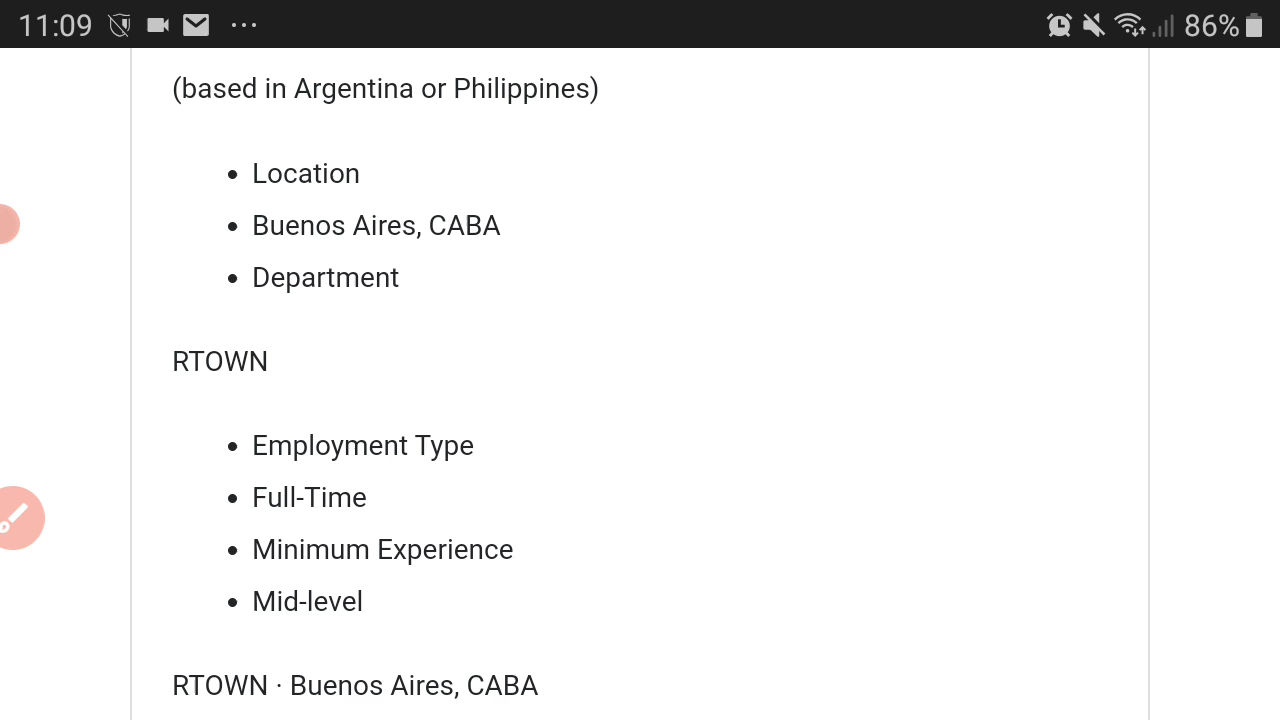 11:09 ... 86%
(based in Argentina or Philippines)
• Location
• Buenos Aires, CABA
• Department
RTOWN
• Employment Type
• Full-Time
• Minimum Experience
• Mid-level
RTOWN · Buenos Aires, CABA